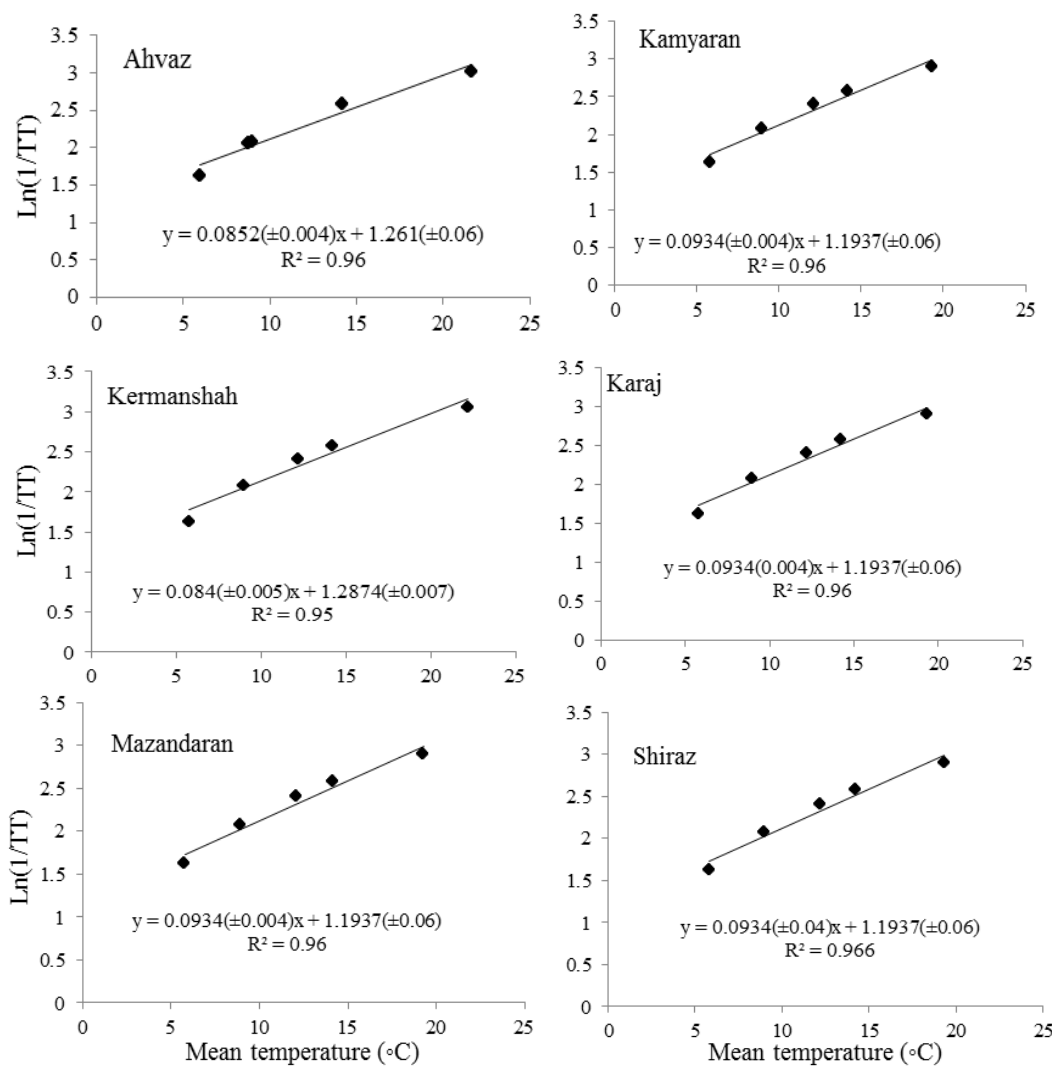 Ahvaz
Ln(1/TT)
3.5
3
2.5
2
1.5
1
0.5
0
y = 0.0852(±0.004)x + 1.261(±0.06)
R² = 0.96
0 5 10 15 20 25
Kamyaran
3.5
3
2.5
2
1.5
1
0.5
0
y = 0.0934(±0.004)x + 1.1937(±0.06)
R² = 0.96
0 5 10 15 20 25
Kermanshah
Ln(1/TT)
3.5
3
2.5
2
1.5
1
0.5
0
y = 0.084(±0.005)x + 1.2874(±0.007)
R² = 0.95
0 5 10 15 20 25
Karaj
3.5
3
2.5
2
1.5
1
0.5
0
y = 0.0934(0.004)x + 1.1937(±0.06)
R² = 0.96
0 5 10 15 20 25
Mazandaran
Ln(1/TT)
3.5
3
2.5
2
1.5
1
0.5
0
y = 0.0934(±0.004)x + 1.1937(±0.06)
R² = 0.96
0 5 10 15 20 25
Mean temperature (◦C)
Shiraz
3.5
3
2.5
2
1.5
1
0.5
0
y = 0.0934(±0.04)x + 1.1937(±0.06)
R² = 0.966
0 5 10 15 20 25
Mean temperature (◦C)